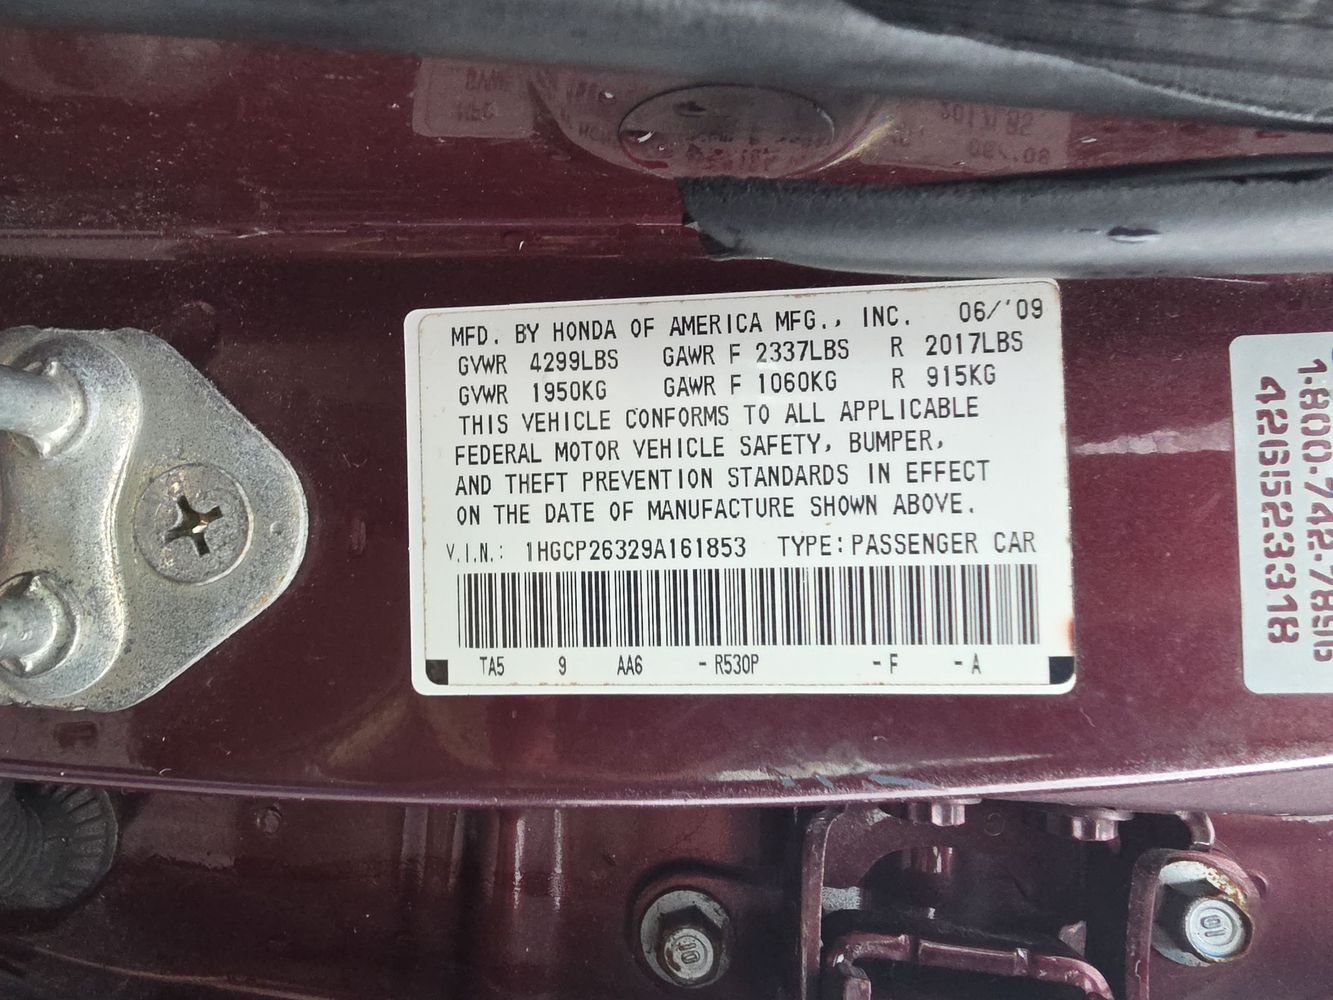 MFD. BY HONDA OF AMERICA MFG., INC. 06/'09
GVWR 4299LBS GAWR F 2337LBS R 2017LBS
GVWR 1950KG GAWR F 1060KG R 915KG
THIS VEHICLE CONFORMS TO ALL APPLICABLE
FEDERAL MOTOR VEHICLE SAFETY, BUMPER,
AND THEFT PREVENTION STANDARDS IN EFFECT
ON THE DATE OF MANUFACTURE SHOWN ABOVE.
V.I.N.: 1HGCP26329A161853 TYPE: PASSENGER CAR
TA5 9 AA6 -R530P -F -A
4265523318
10